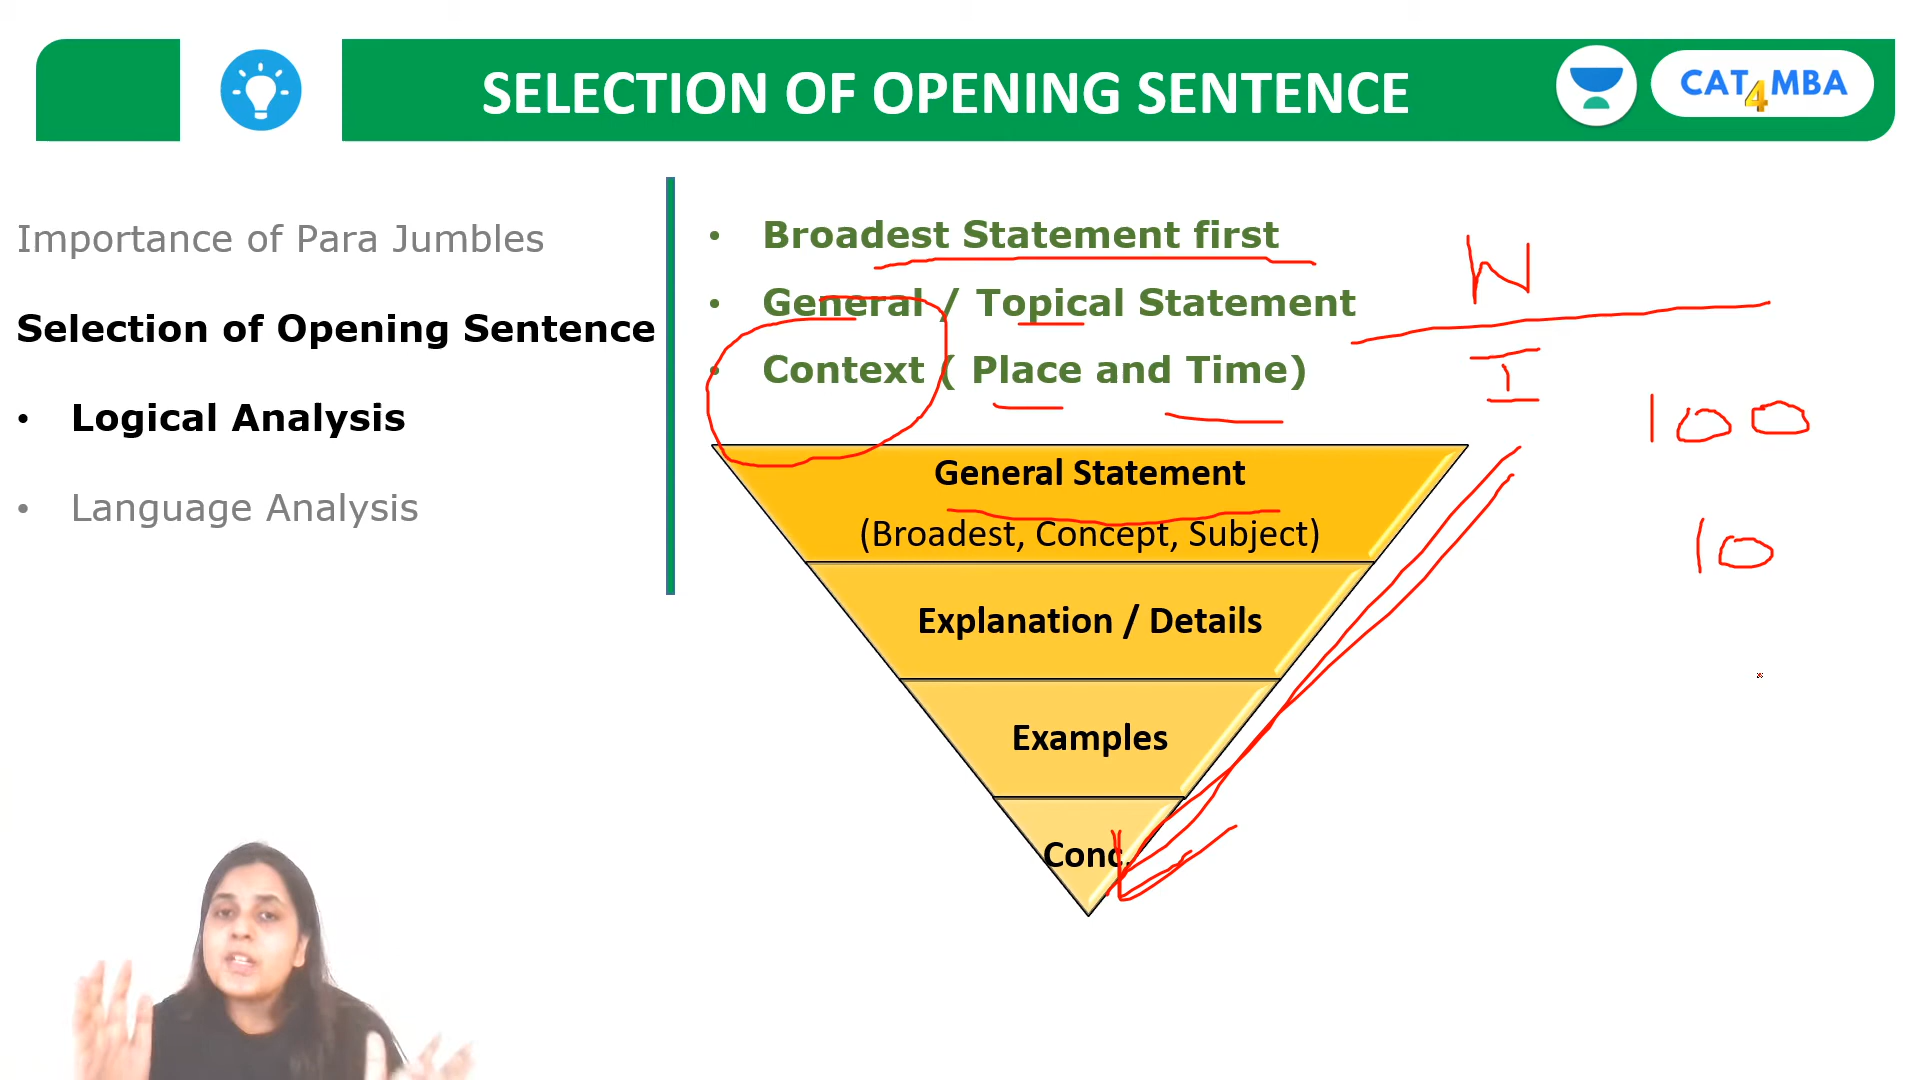 SELECTION OF OPENING SENTENCE
CAT4MBA
Importance of Para Jumbles
Selection of Opening Sentence
• Logical Analysis
• Language Analysis
• Broadest Statement first
• General / Topical Statement
• Context ( Place and Time)
N
I
100
10
General Statement
(Broadest, Concept, Subject)
Explanation / Details
Examples
Conc.